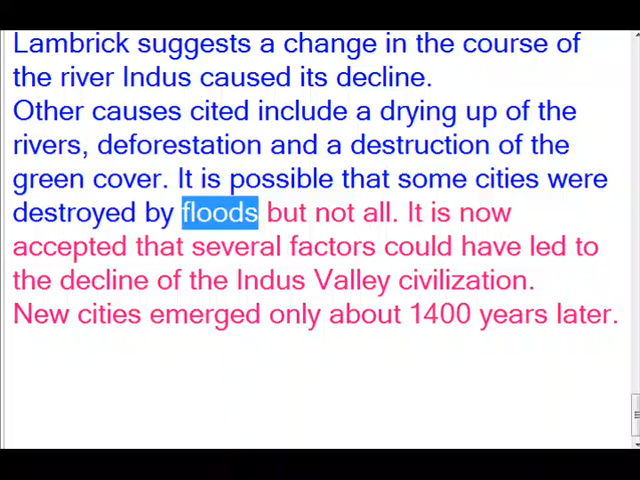 Lambrick suggests a change in the course of
the river Indus caused its decline.
Other causes cited include a drying up of the
rivers, deforestation and a destruction of the
green cover. It is possible that some cities were
destroyed by floods but not all. It is now
accepted that several factors could have led to
the decline of the Indus Valley civilization.
New cities emerged only about 1400 years later.